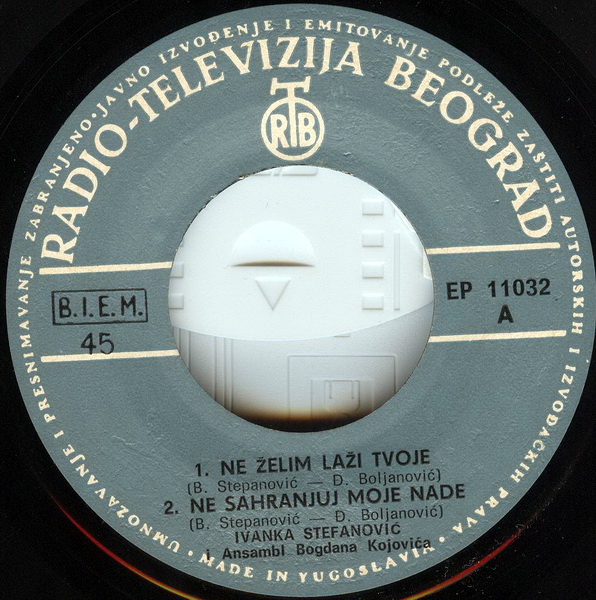 UMNOŽAVANJE I PRESNIMAVANJE ZABRANJENO • JAVNO IZVOĐENJE I EMITOVANJE PODLEŽE ZAŠTITI AUTORSKIH I IZVOĐAČKIH PRAVA •
RADIO-TELEVIZIJA BEOGRAD
RTB
B.I.E.M.
45
EP 11032
A
1. NE ŽELIM LAŽI TVOJE
(B. Stepanović — Đ. Boljanović)
2. NE SAHRANJUJ MOJE NADE
(B. Stepanović — Đ. Boljanović)
IVANKA STEFANOVIĆ
i Ansambl Bogdana Kojovića
• MADE IN YUGOSLAVIA •